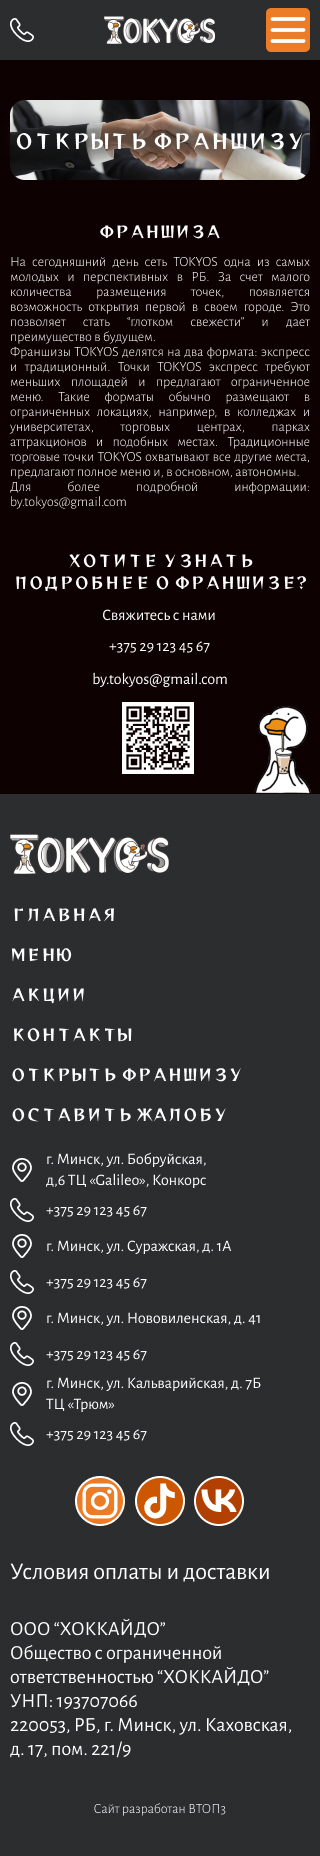 TOKYOS
ОТКРЫТЬ ФРАНШИЗУ
ФРАНШИЗА
На сегодняшний день сеть TOKYOS одна из самых
молодых и перспективных в РБ. За счет малого
количества размещения точек, появляется
возможность открытия первой в своем городе. Это
позволяет стать “глотком свежести” и дает
преимущество в будущем.
Франшизы TOKYOS делятся на два формата: экспресс
и традиционный. Точки TOKYOS экспресс требуют
меньших площадей и предлагают ограниченное
меню. Такие форматы обычно размещают в
ограниченных локациях, например, в колледжах и
университетах, торговых центрах, парках
аттракционов и подобных местах. Традиционные
торговые точки TOKYOS охватывают все другие места,
предлагают полное меню и, в основном, автономны.
Для более подробной информации:
by.tokyos@gmail.com
ХОТИТЕ УЗНАТЬ
ПОДРОБНЕЕ О ФРАНШИЗЕ?
Свяжитесь с нами
+375 29 123 45 67
by.tokyos@gmail.com
TOKYOS
ГЛАВНАЯ
МЕНЮ
АКЦИИ
КОНТАКТЫ
ОТКРЫТЬ ФРАНШИЗУ
ОСТАВИТЬ ЖАЛОБУ
г. Минск, ул. Бобруйская,
д,6 ТЦ «Galileo», Конкорс
+375 29 123 45 67
г. Минск, ул. Суражская, д. 1А
+375 29 123 45 67
г. Минск, ул. Нововиленская, д. 41
+375 29 123 45 67
г. Минск, ул. Кальварийская, д. 7Б
ТЦ «Трюм»
+375 29 123 45 67
Условия оплаты и доставки
ООО “ХОККАЙДО”
Общество с ограниченной
ответственностью “ХОККАЙДО”
УНП: 193707066
220053, РБ, г. Минск, ул. Каховская,
д. 17, пом. 221/9
Сайт разработан ВТОП3